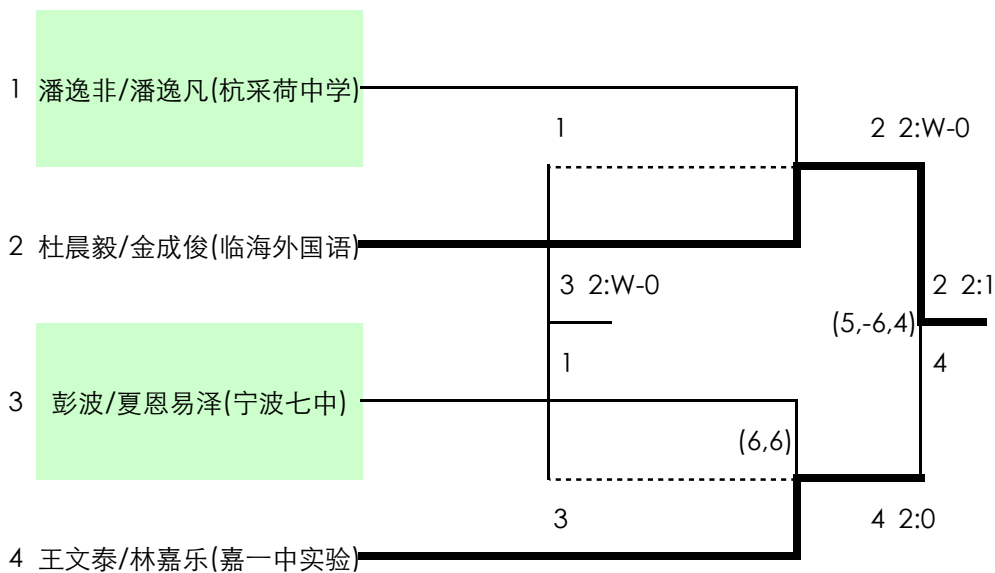 1 潘逸非/潘逸凡(杭采荷中学)
1
2 2:W-0
2 杜晨毅/金成俊(临海外国语)
3 2:W-0
2 2:1
(5,-6,4)
1
4
3 彭波/夏恩易泽(宁波七中)
(6,6)
3
4 2:0
4 王文泰/林嘉乐(嘉一中实验)